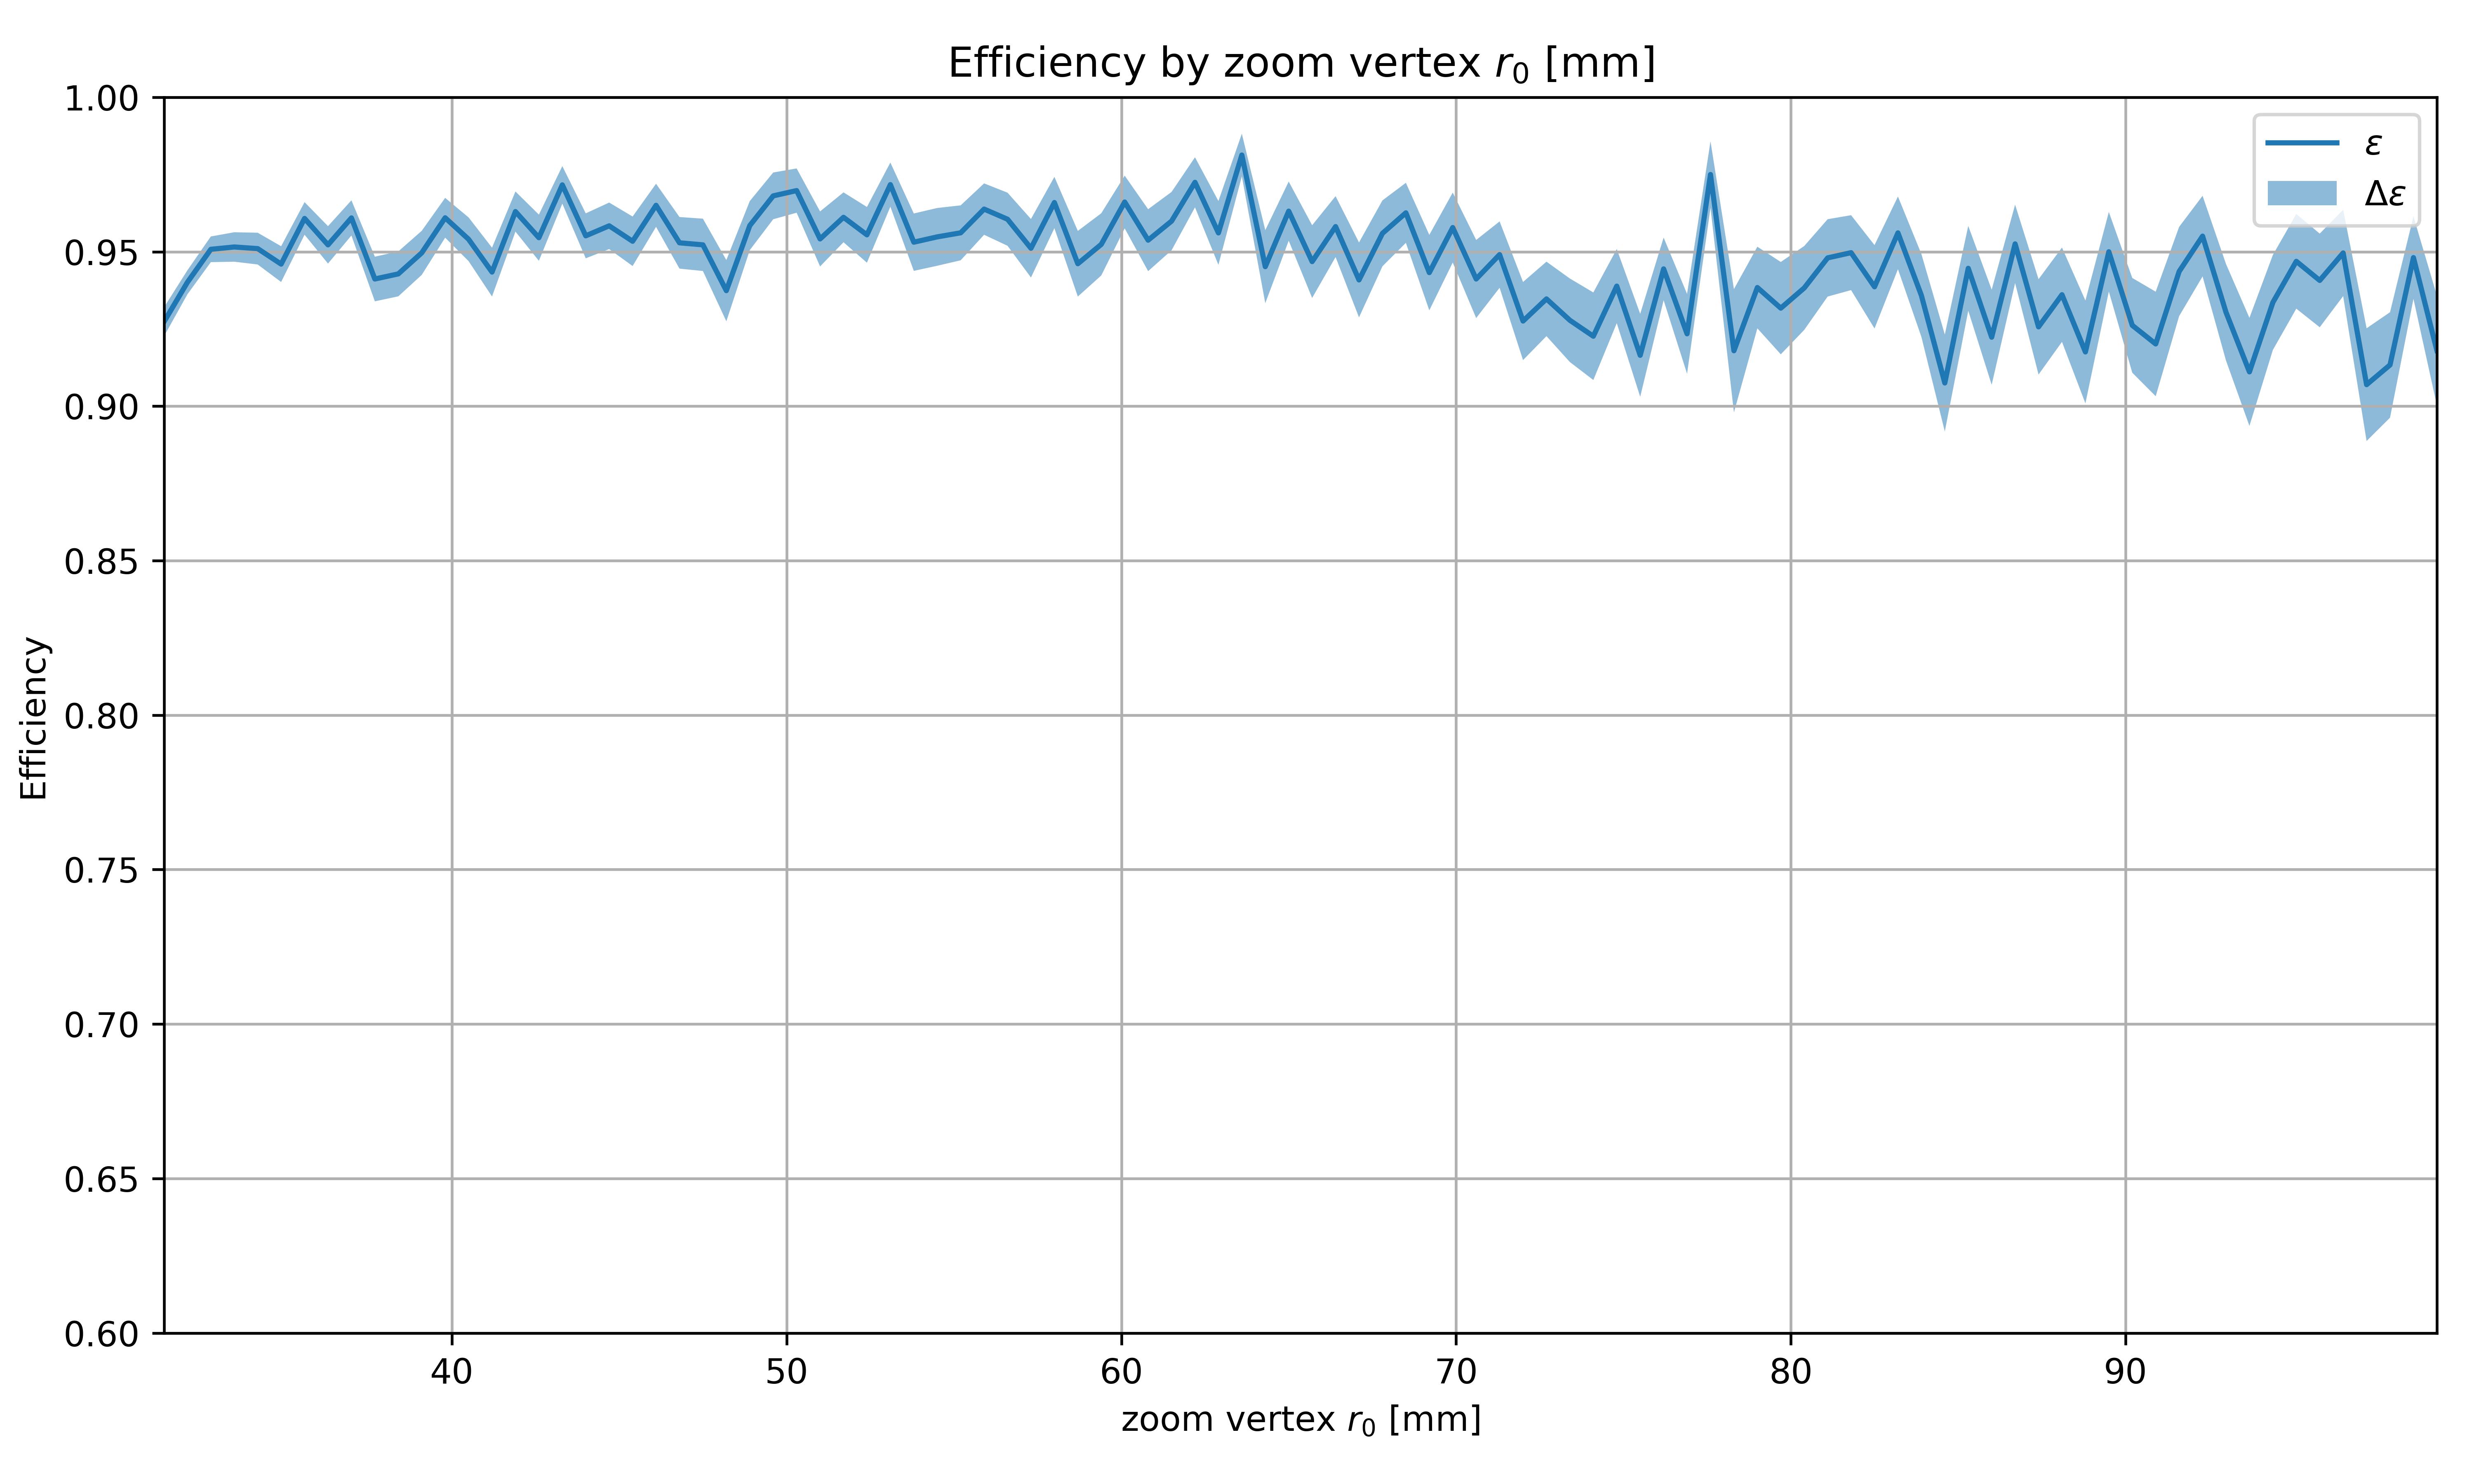 Efficiency by zoom vertex r₀ [mm]
1.00
0.95
0.90
0.85
0.80
0.75
0.70
0.65
0.60
Efficiency
ε
Δε
40 50 60 70 80 90
zoom vertex r₀ [mm]